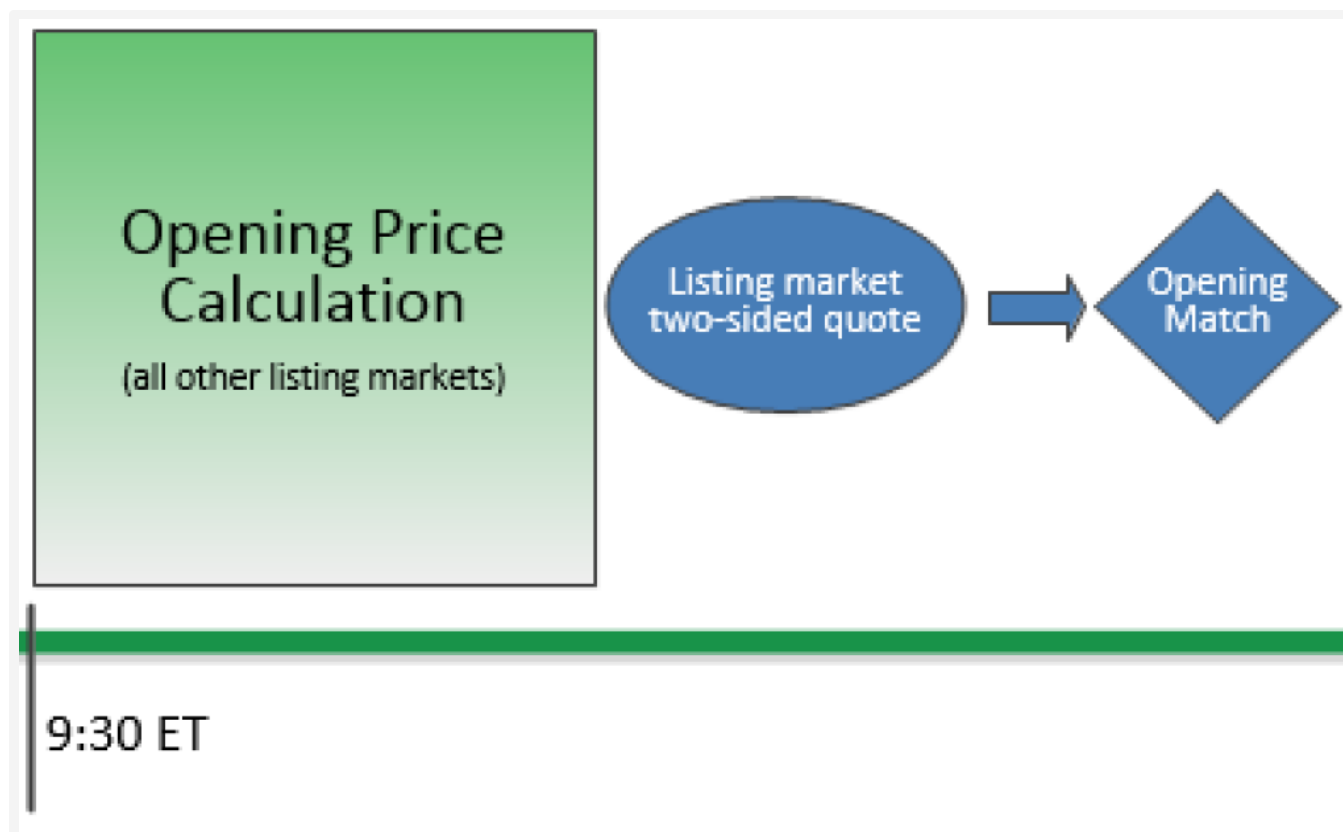 Opening Price
Calculation
(all other listing markets)
Listing market
two-sided quote
Opening
Match
9:30 ET